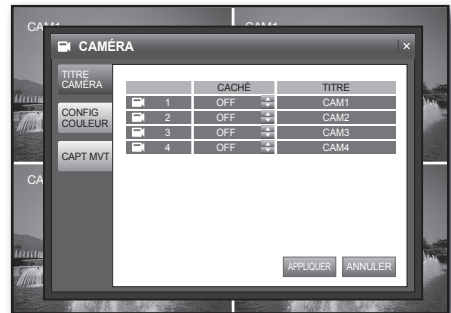 CAM1 CAM1
CAMÉRA ×
TITRE
CAMÉRA
CONFIG
COULEUR
CAPT MVT
CACHÉ TITRE
1 OFF CAM1
2 OFF CAM2
3 OFF CAM3
4 OFF CAM4
CA
APPLIQUER ANNULER